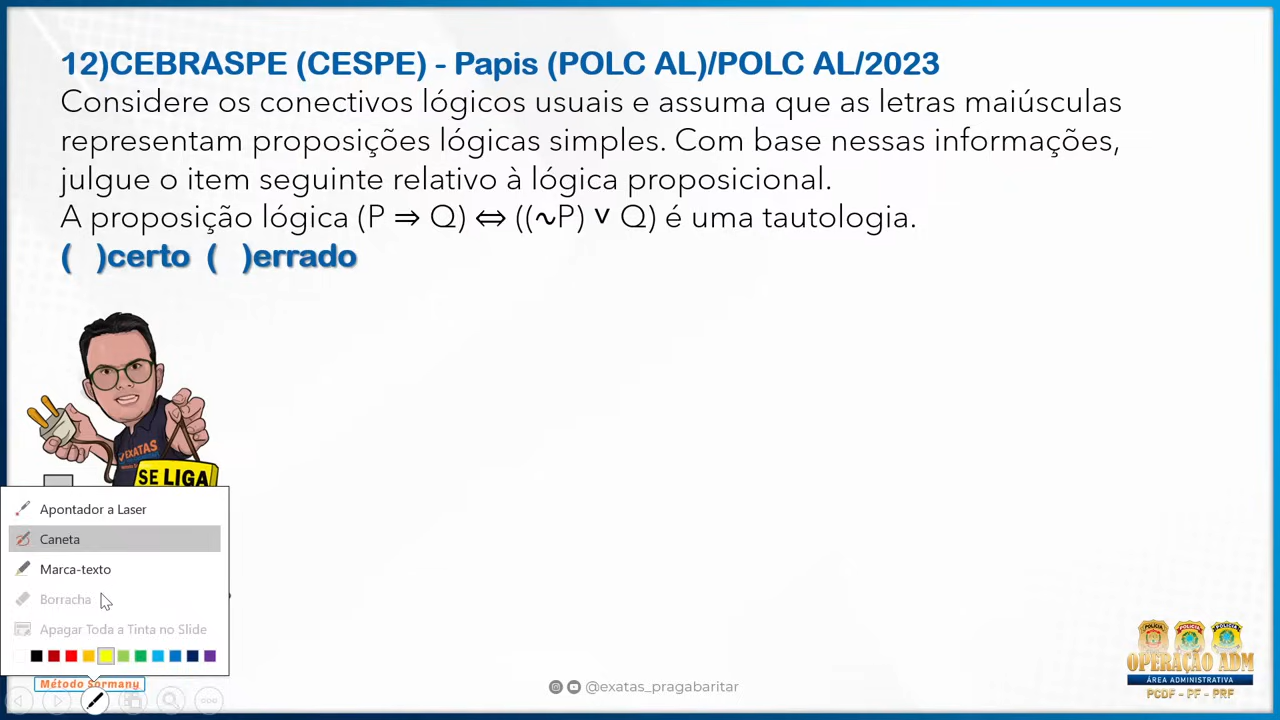 12)CEBRASPE (CESPE) - Papis (POLC AL)/POLC AL/2023
Considere os conectivos lógicos usuais e assuma que as letras maiúsculas
representam proposições lógicas simples. Com base nessas informações,
julgue o item seguinte relativo à lógica proposicional.
A proposição lógica (P ⇒ Q) ⇔ ((~P) ∨ Q) é uma tautologia.
( )certo ( )errado
EXATAS
SE LIGA
Apontador a Laser
Caneta
Marca-texto
Borracha
Apagar Toda a Tinta no Slide
Método Sormany
@exatas_pragabaritar
POLÍCIA POLÍCIA POLÍCIA
OPERAÇÃO ADM
ÁREA ADMINISTRATIVA
PCDF - PF - PRF